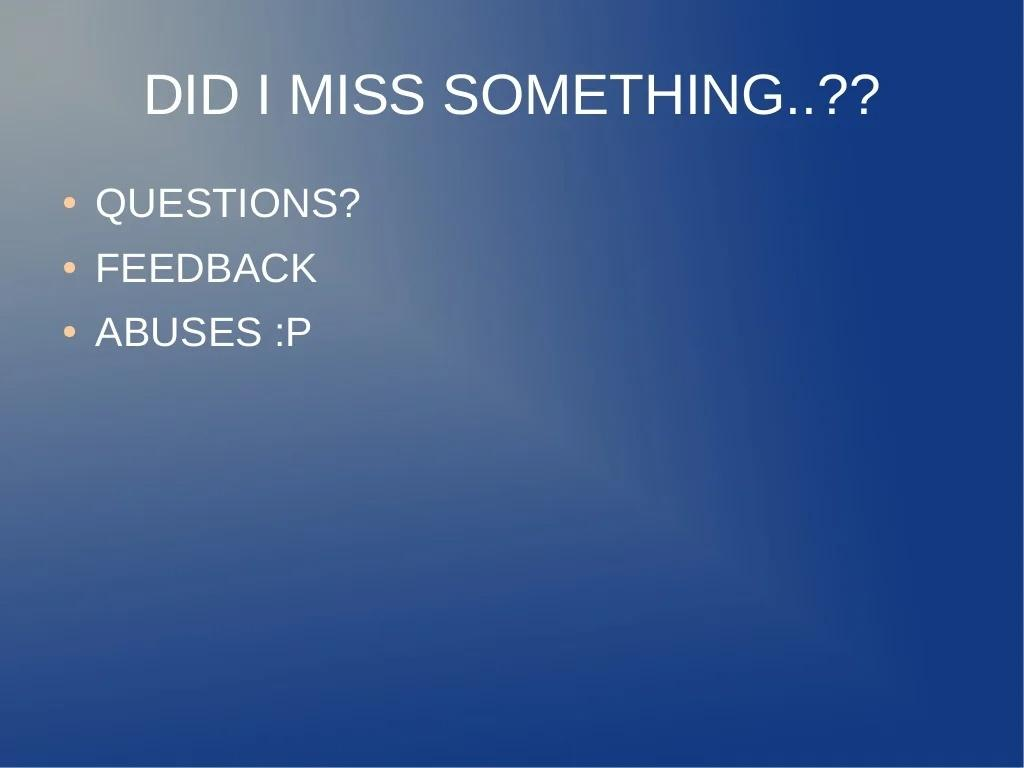 DID I MISS SOMETHING..??
• QUESTIONS?
• FEEDBACK
• ABUSES :P